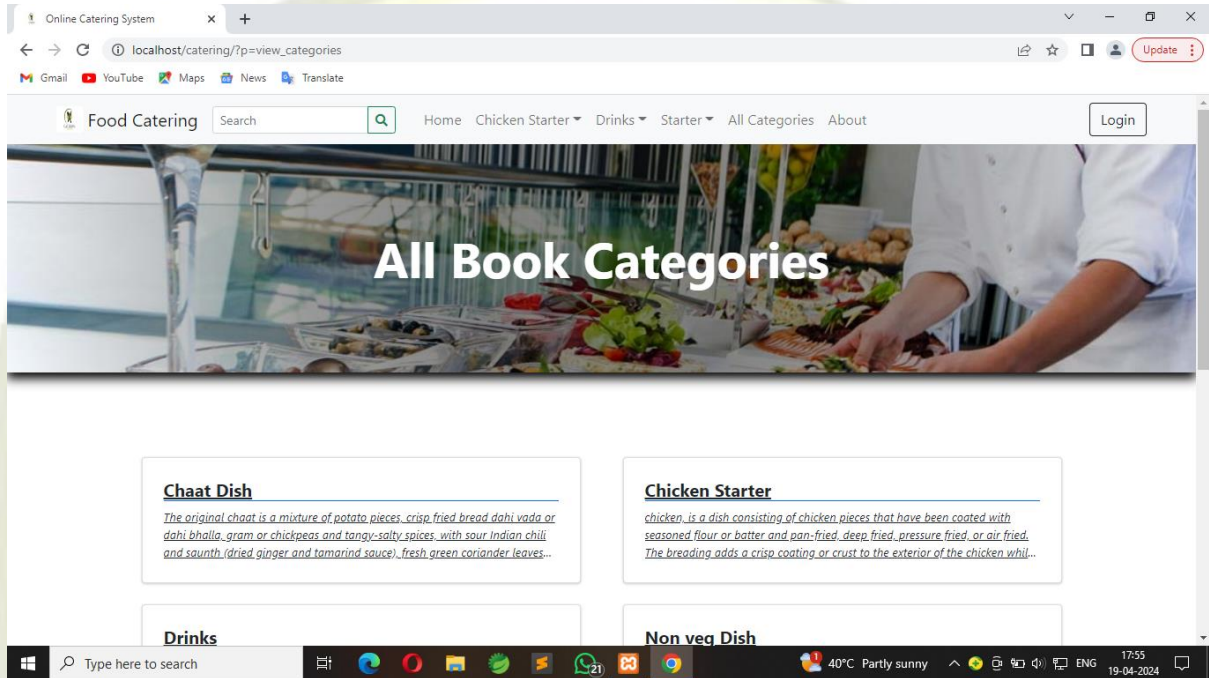 Online Catering System
localhost/catering/?p=view_categories
Update
Gmail YouTube Maps News Translate
Food Catering Search Home Chicken Starter Drinks Starter All Categories About Login
All Book Categories
Chaat Dish
The original chaat is a mixture of potato pieces, crisp fried bread dahi vada or
dahi bhalla, gram or chickpeas and tangy-salty spices, with sour Indian chili
and saunth (dried ginger and tamarind sauce), fresh green coriander leaves...
Chicken Starter
chicken, is a dish consisting of chicken pieces that have been coated with
seasoned flour or batter and pan-fried, deep fried, pressure fried, or air fried.
The breading adds a crisp coating or crust to the exterior of the chicken whil...
Drinks
Non veg Dish
Type here to search
21
1
40°C Partly sunny
ENG
17:55
19-04-2024